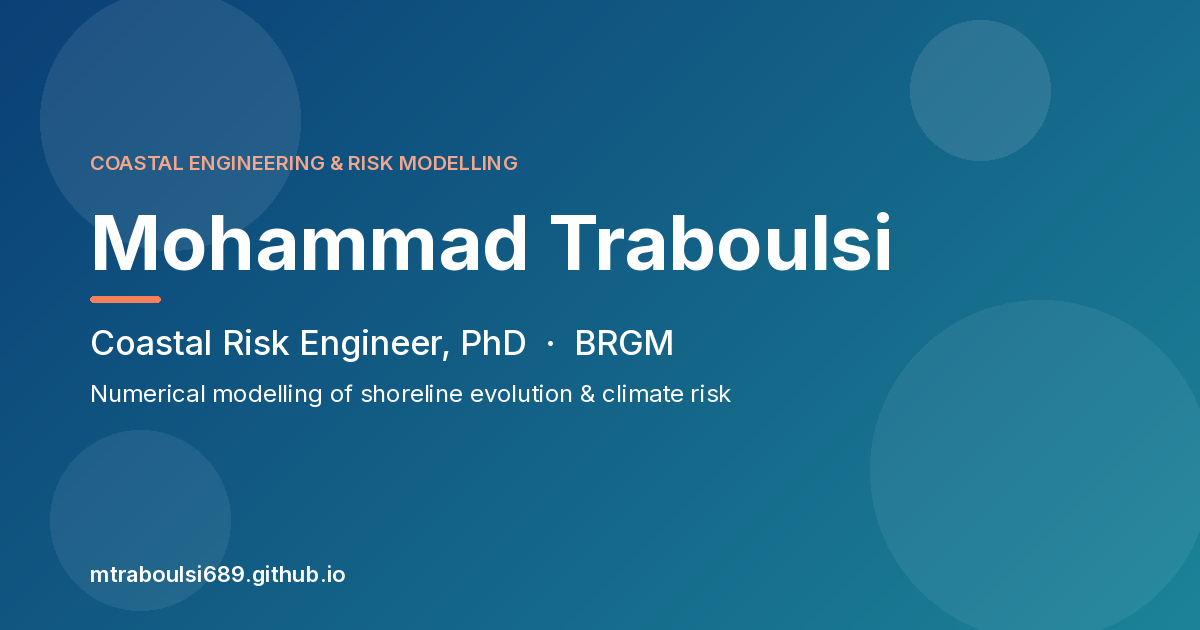 COASTAL ENGINEERING & RISK MODELLING
Mohammad Traboulsi
Coastal Risk Engineer, PhD · BRGM
Numerical modelling of shoreline evolution & climate risk
mtraboulsi689.github.io